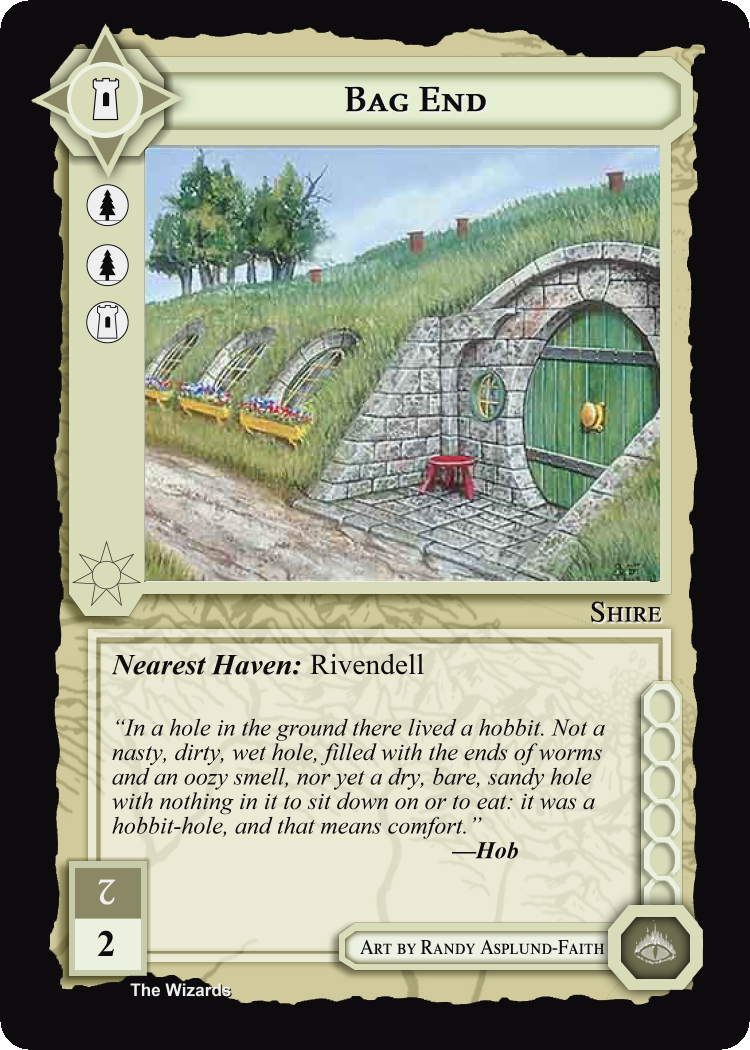 Bag End
Shire
Nearest Haven: Rivendell
“In a hole in the ground there lived a hobbit. Not a
nasty, dirty, wet hole, filled with the ends of worms
and an oozy smell, nor yet a dry, bare, sandy hole
with nothing in it to sit down on or to eat: it was a
hobbit-hole, and that means comfort.”
—Hob
2
2
Art by Randy Asplund-Faith
The Wizards